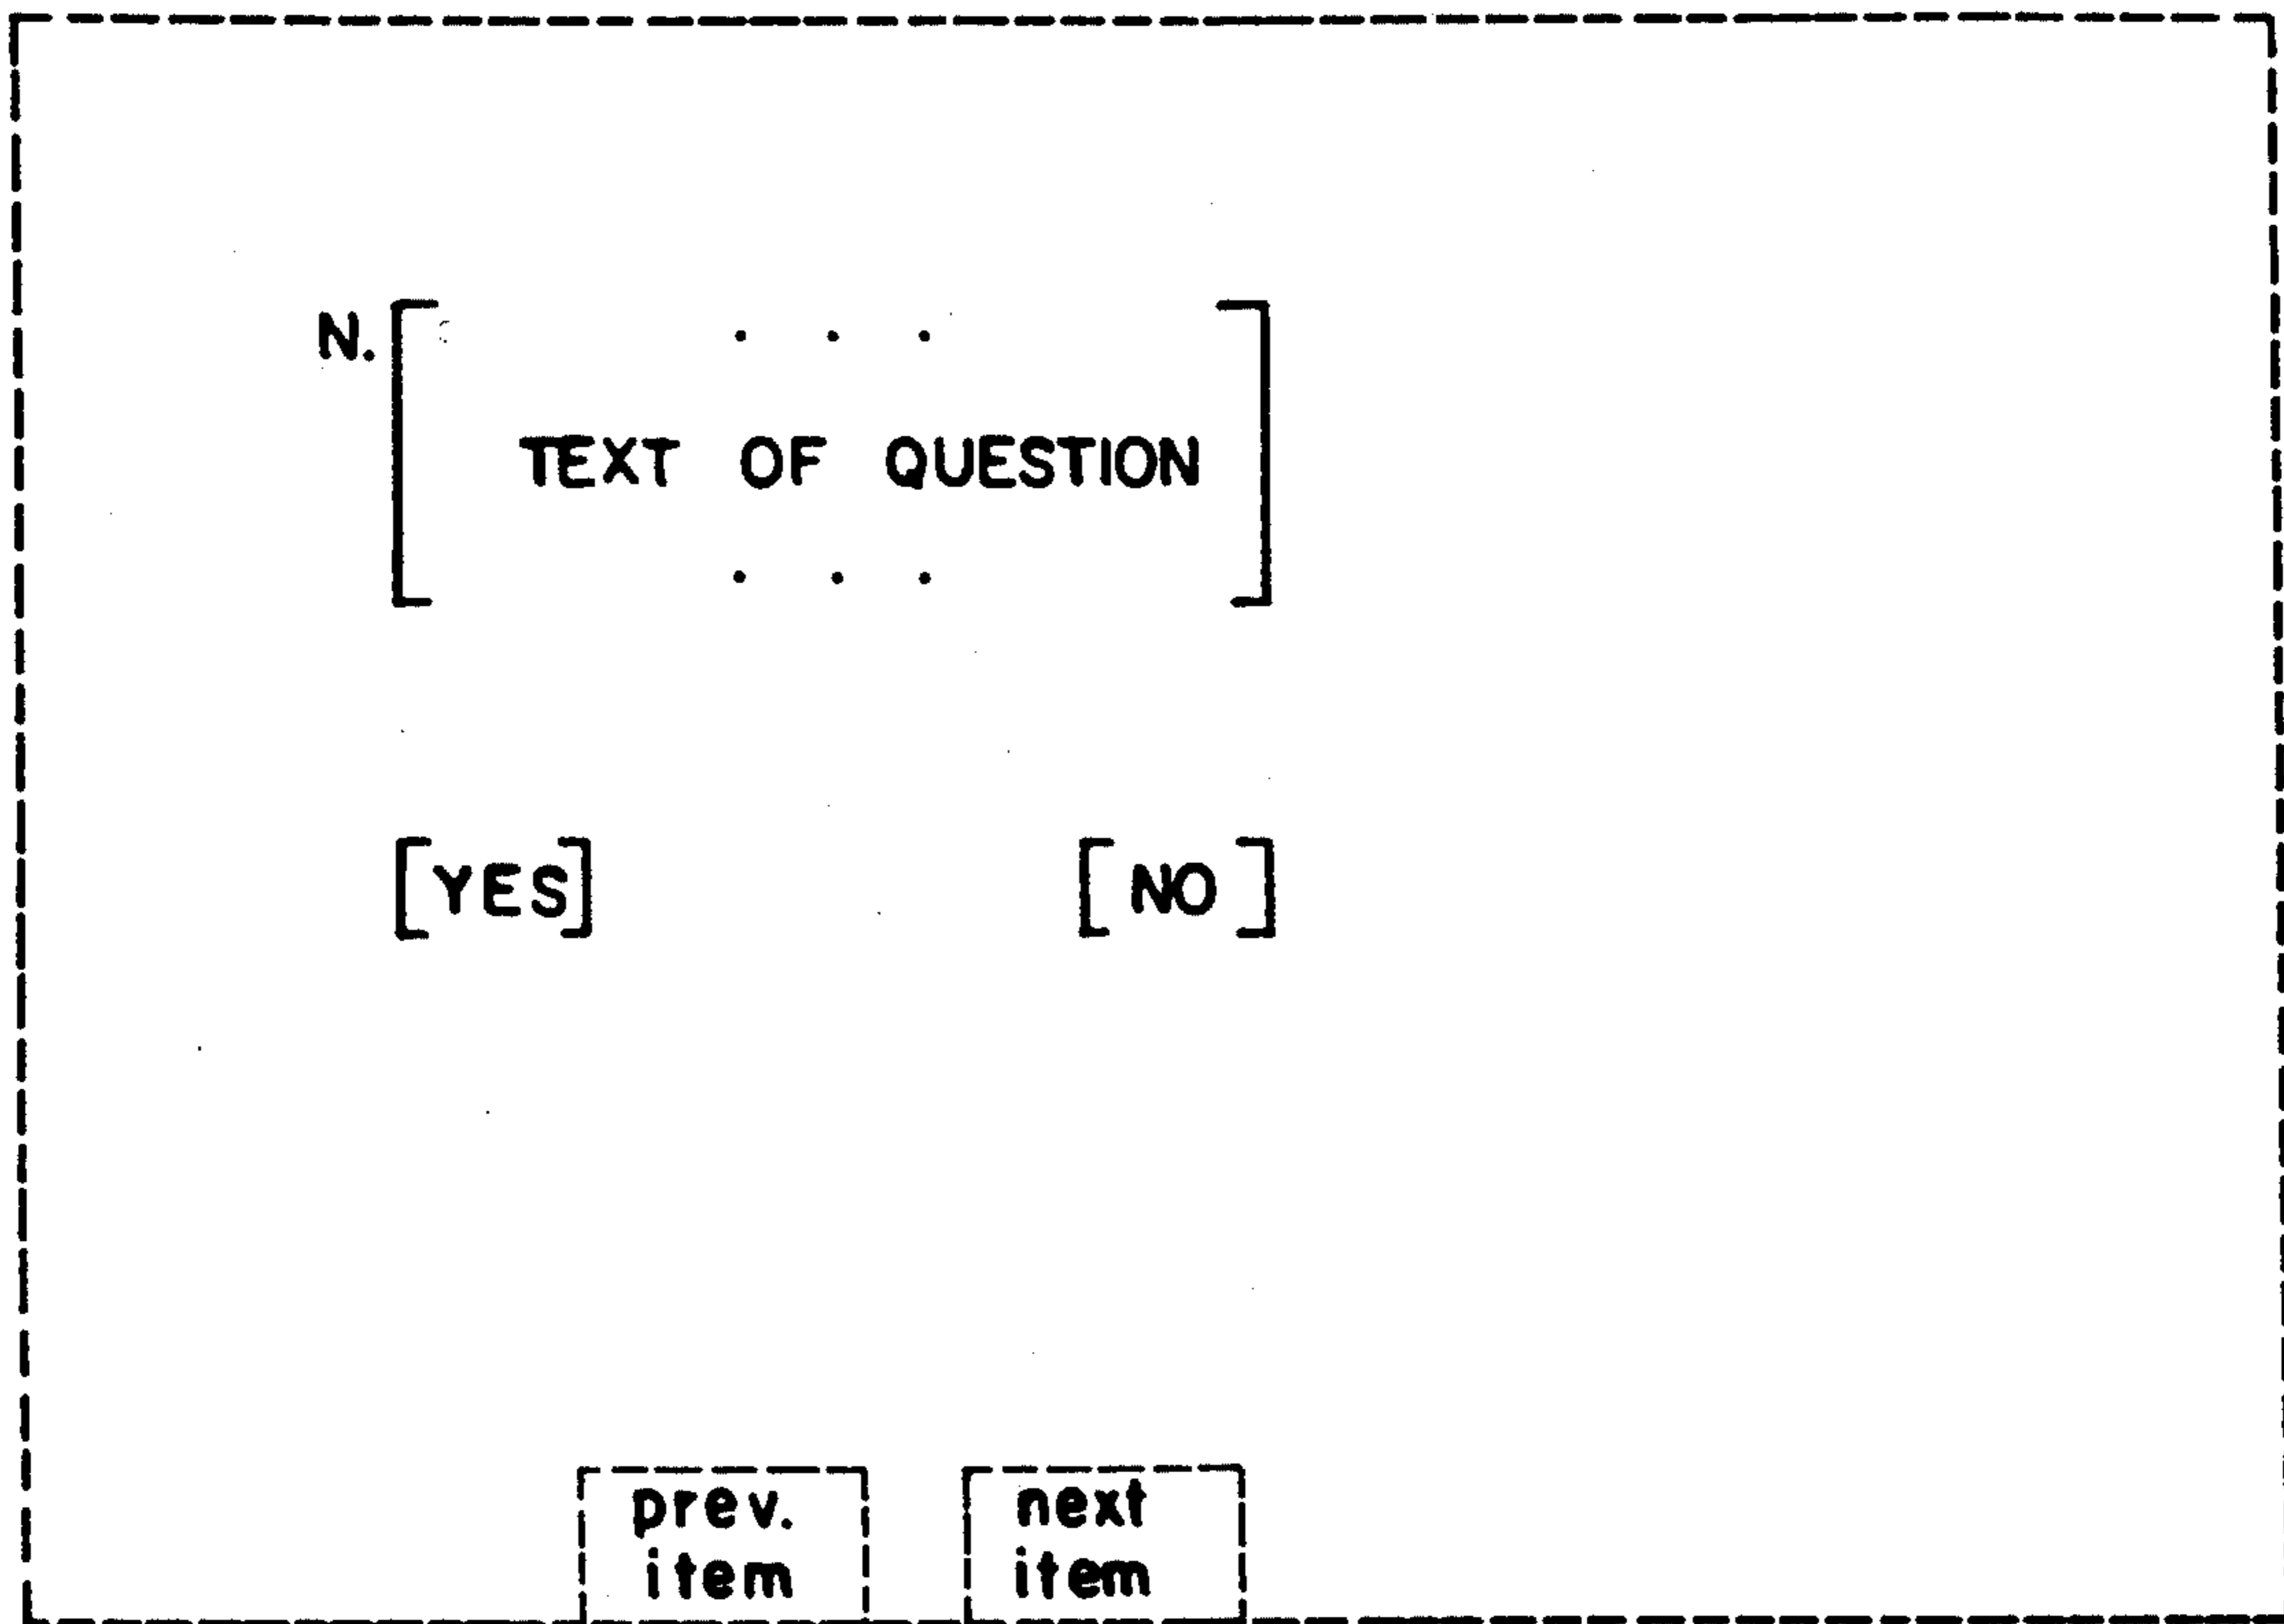 N. [ . . .
TEXT OF QUESTION
. . . ]
[YES] [ NO ]
prev. item
next item